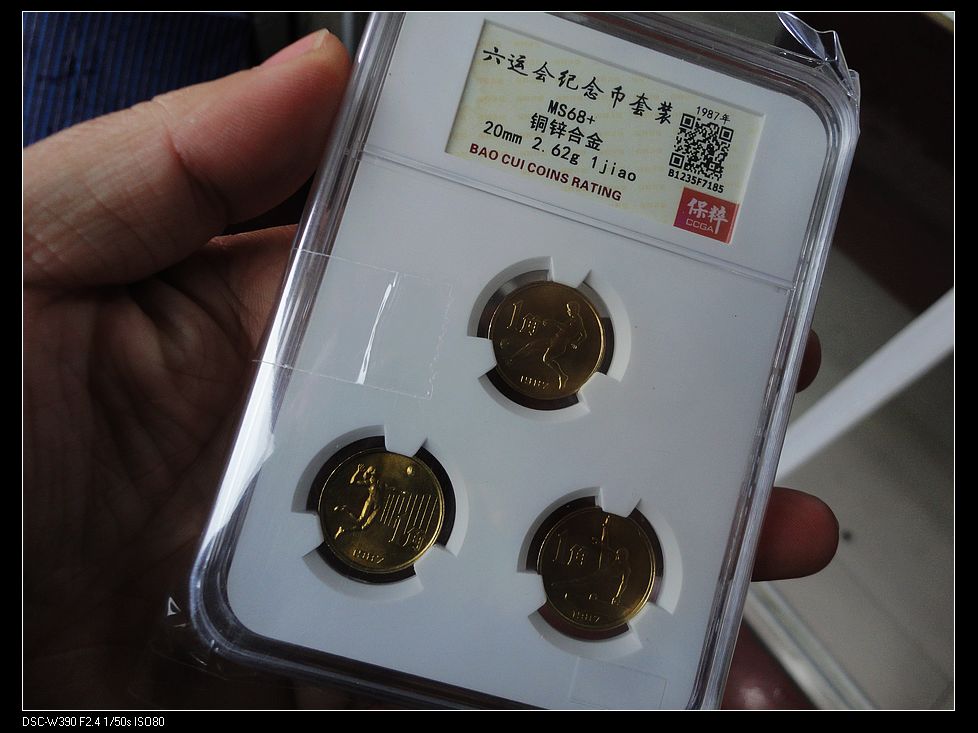 六运会纪念币套装
1987年
MS68+
铜锌合金
20mm 2.62g 1jiao
BAO CUI COINS RATING
B1235F7185
保粹
CCGA
1角
1987
1角
1987
1角
1987
DSC-W390 F2.4 1/50s ISO80